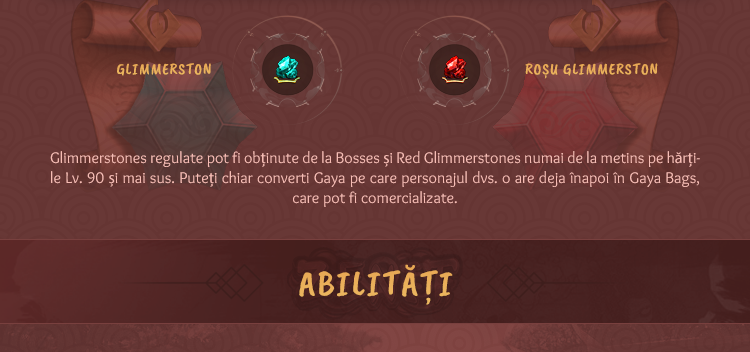 GLIMMERSTON
ROȘU GLIMMERSTON
Glimmerstones regulate pot fi obținute de la Bosses și Red Glimmerstones numai de la metins pe hărți-
le Lv. 90 și mai sus. Puteți chiar converti Gaya pe care personajul dvs. o are deja înapoi în Gaya Bags,
care pot fi comercializate.
ABILITĂȚI